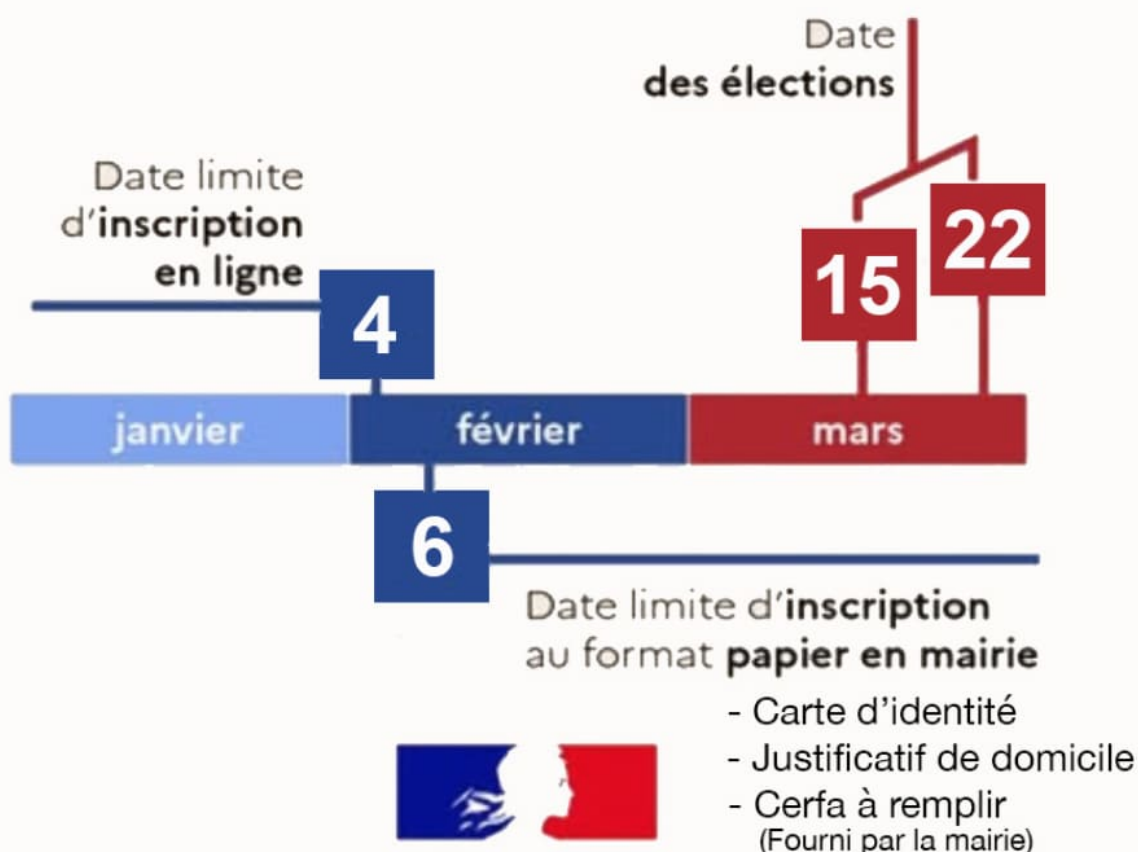 Date
des élections
Date limite
d'inscription
en ligne
4
15
22
janvier
février
mars
6
Date limite d'inscription
au format papier en mairie
- Carte d'identité
- Justificatif de domicile
- Cerfa à remplir
(Fourni par la mairie)